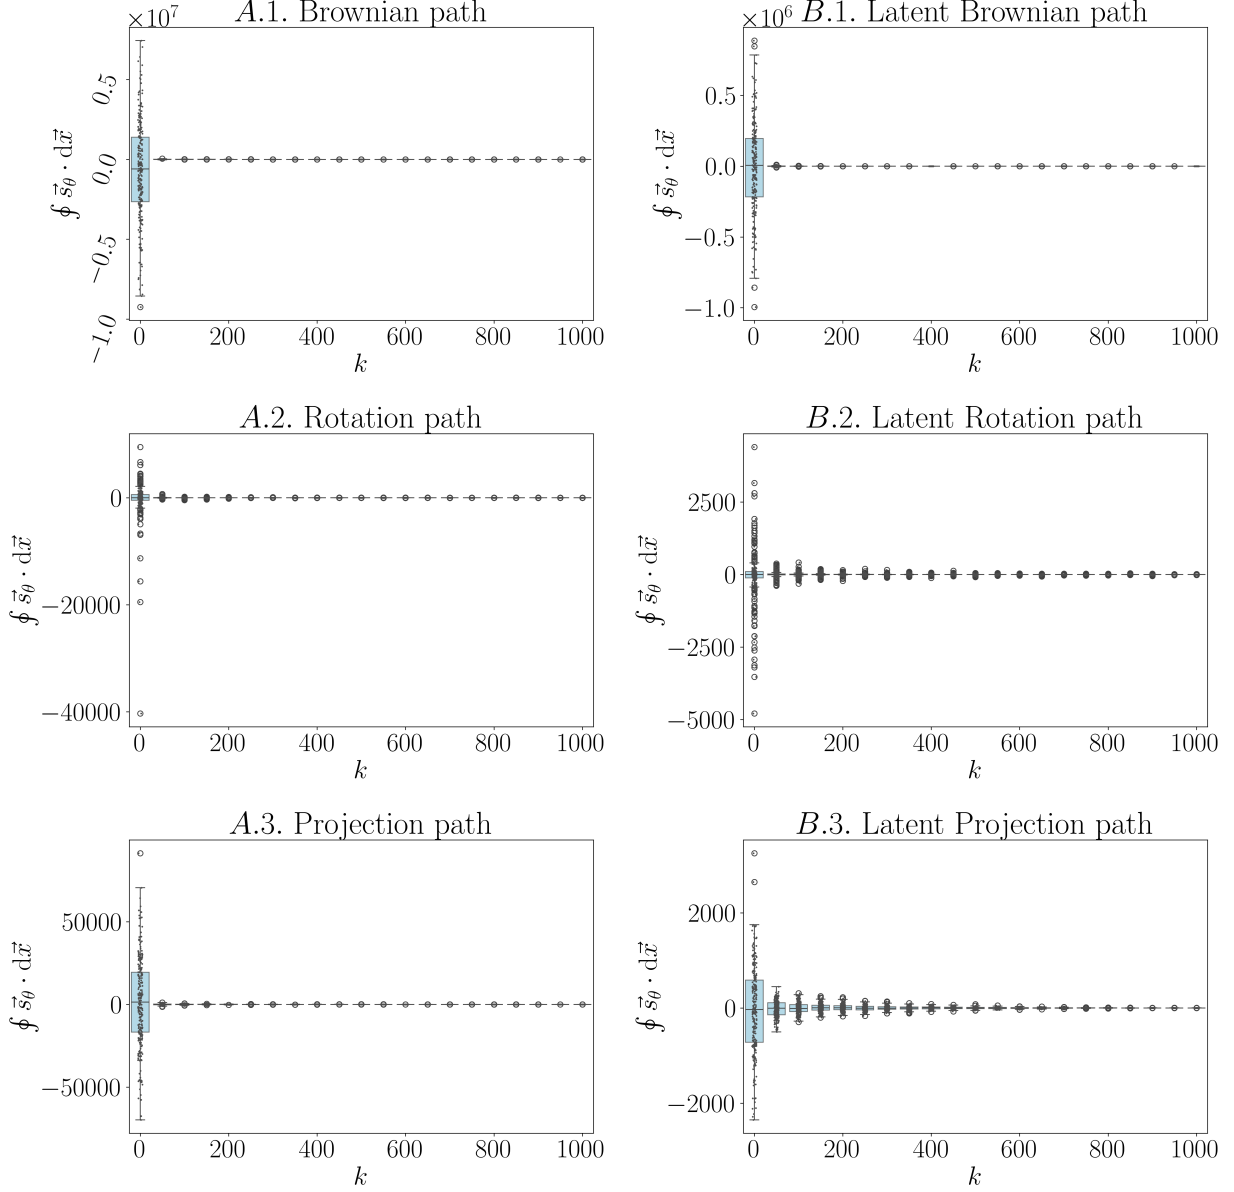 A.1. Brownian path
×10⁷
0.5
0.0
−0.5
−1.0
∮ s⃗_θ · dx⃗
0 200 400 600 800 1000
k
B.1. Latent Brownian path
×10⁶
0.5
0.0
−0.5
−1.0
∮ s⃗_θ · dx⃗
0 200 400 600 800 1000
k
A.2. Rotation path
0
−20000
−40000
∮ s⃗_θ · dx⃗
0 200 400 600 800 1000
k
B.2. Latent Rotation path
2500
0
−2500
−5000
∮ s⃗_θ · dx⃗
0 200 400 600 800 1000
k
A.3. Projection path
50000
0
−50000
∮ s⃗_θ · dx⃗
0 200 400 600 800 1000
k
B.3. Latent Projection path
2000
0
−2000
∮ s⃗_θ · dx⃗
0 200 400 600 800 1000
k